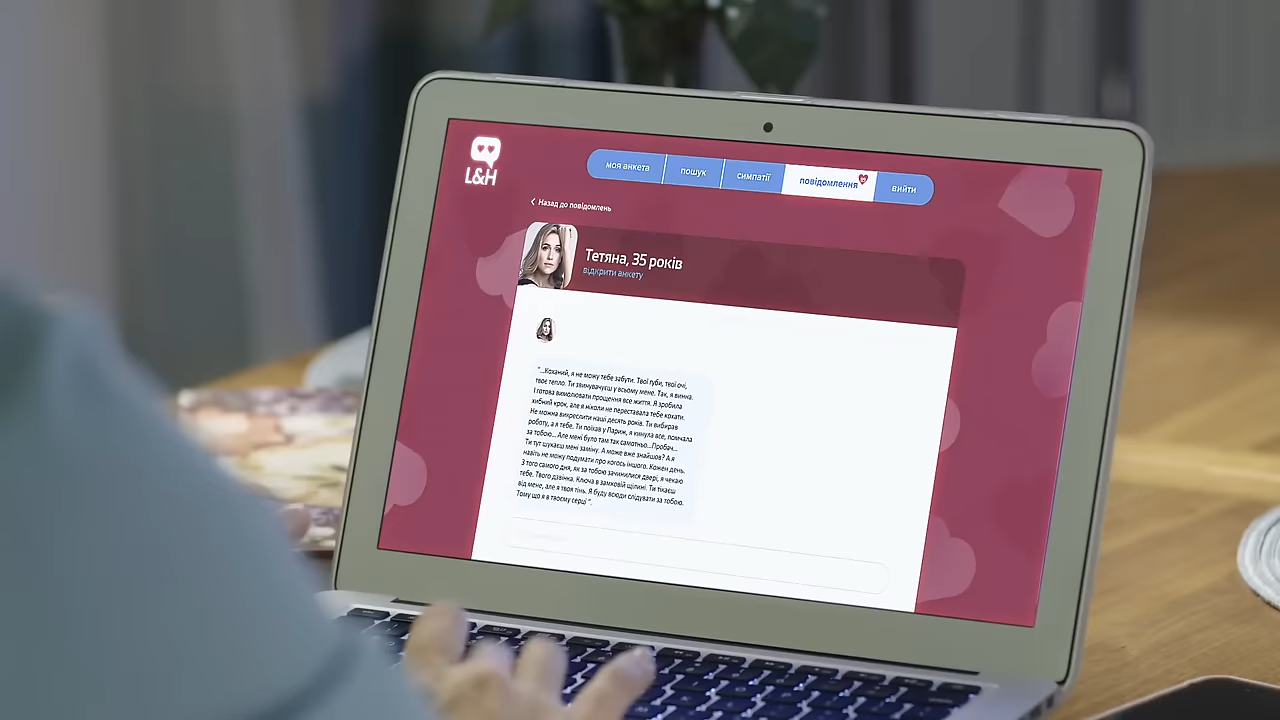 L&H
моя анкета
пошук
симпатії
повідомлення
вийти
< Назад до повідомлень
Тетяна, 35 років
відкрити анкету
"...Коханий, я не можу тебе забути. Твої губи, твої очі,
твоє тепло. Ти звинувачуєш у всьому мене. Так, я винна.
І готова вимолювати прощення все життя. Я зробила
хибний крок, але я ніколи не переставала тебе кохати.
Не можна викреслити наші десять років. Ти вибирав
роботу, а я тебе. Ти поїхав у Париж, я кинула все, помчала
за тобою... Але мені було там так самотньо...Пробач...
Ти тут шукаєш мені заміну. А може вже знайшов? А я
навіть не можу подумати про когось іншого. Кожен день.
З того самого дня, як за тобою зачинилися двері, я чекаю
тебе. Твого дзвінка. Ключа в замковій щілині. Ти тікаєш
від мене, але я твоя тінь. Я буду всюди слідувати за тобою.
Тому що я в твоєму серці".